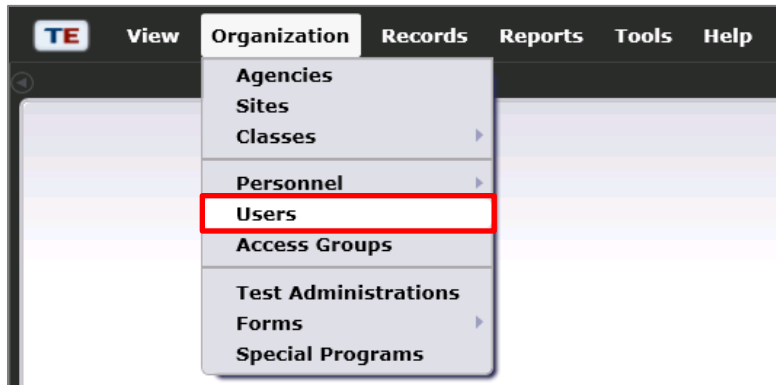 TE View Organization Records Reports Tools Help
Agencies
Sites
Classes
Personnel
Users
Access Groups
Test Administrations
Forms
Special Programs